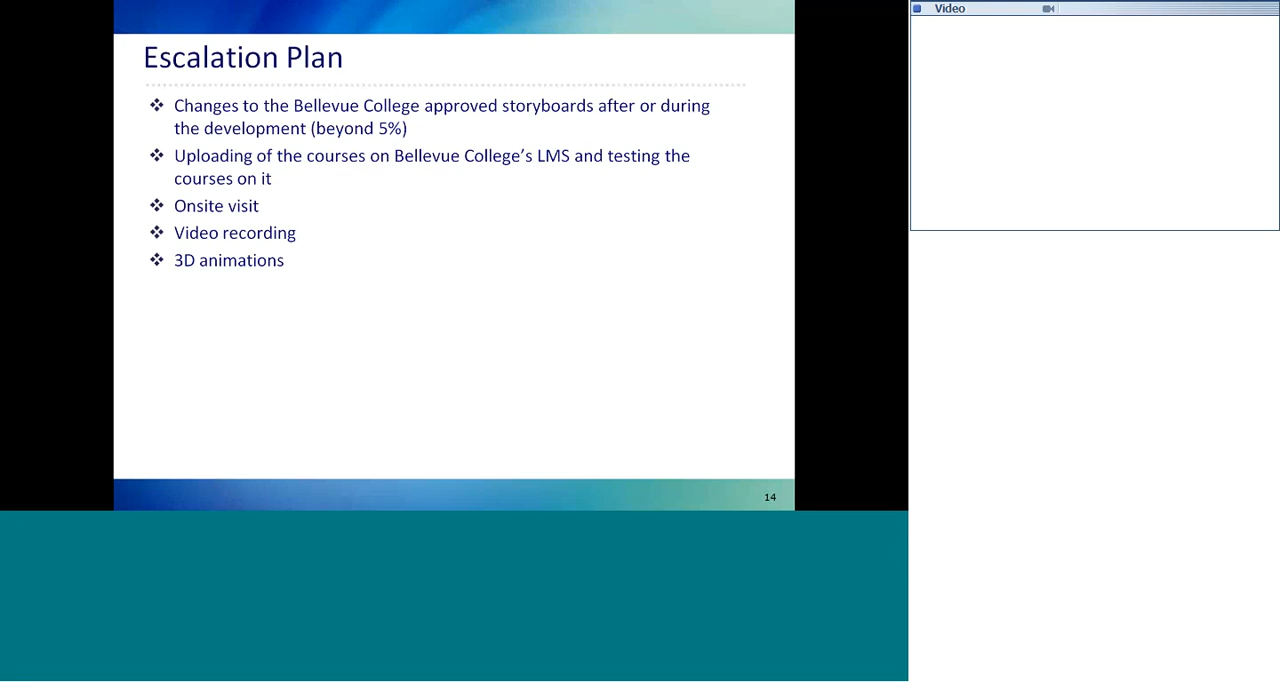 Video
Escalation Plan
❖ Changes to the Bellevue College approved storyboards after or during
the development (beyond 5%)
❖ Uploading of the courses on Bellevue College’s LMS and testing the
courses on it
❖ Onsite visit
❖ Video recording
❖ 3D animations
14